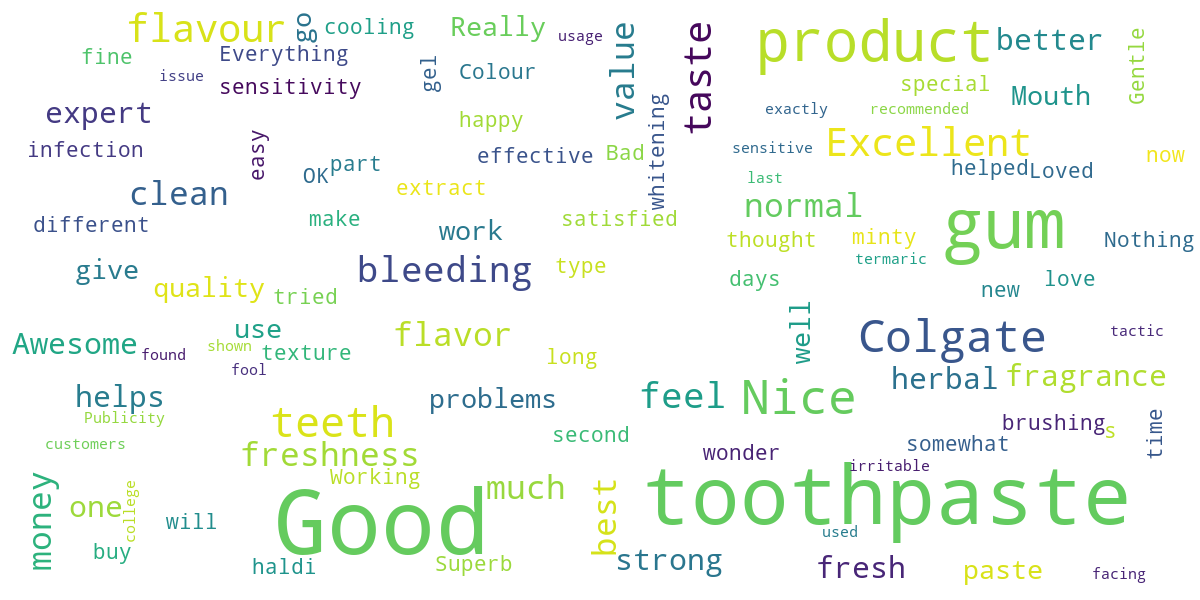 flavour
go
cooling
Really
usage
value
taste
product
better
Gentle
fine
Everything
issue
sensitivity
gel
Colour
special
Mouth
expert
happy
whitening
exactly
recommended
Excellent
infection
easy
OK
part
effective
Bad
sensitive
helped
Loved
now
clean
extract
last
normal
gum
different
make
work
satisfied
thought
minty
Nothing
give
bleeding
type
termaric
quality
tried
days
new
love
Awesome
found
shown
use
texture
fool
flavor
long
well
Colgate
tactic
helps
problems
feel
Nice
herbal
fragrance
Publicity
customers
teeth
freshness
second
wonder
somewhat
brushing
s
time
irritable
money
one
college
Working
Good
much
best
toothpaste
will
buy
haldi
Superb
strong
used
fresh
paste
facing